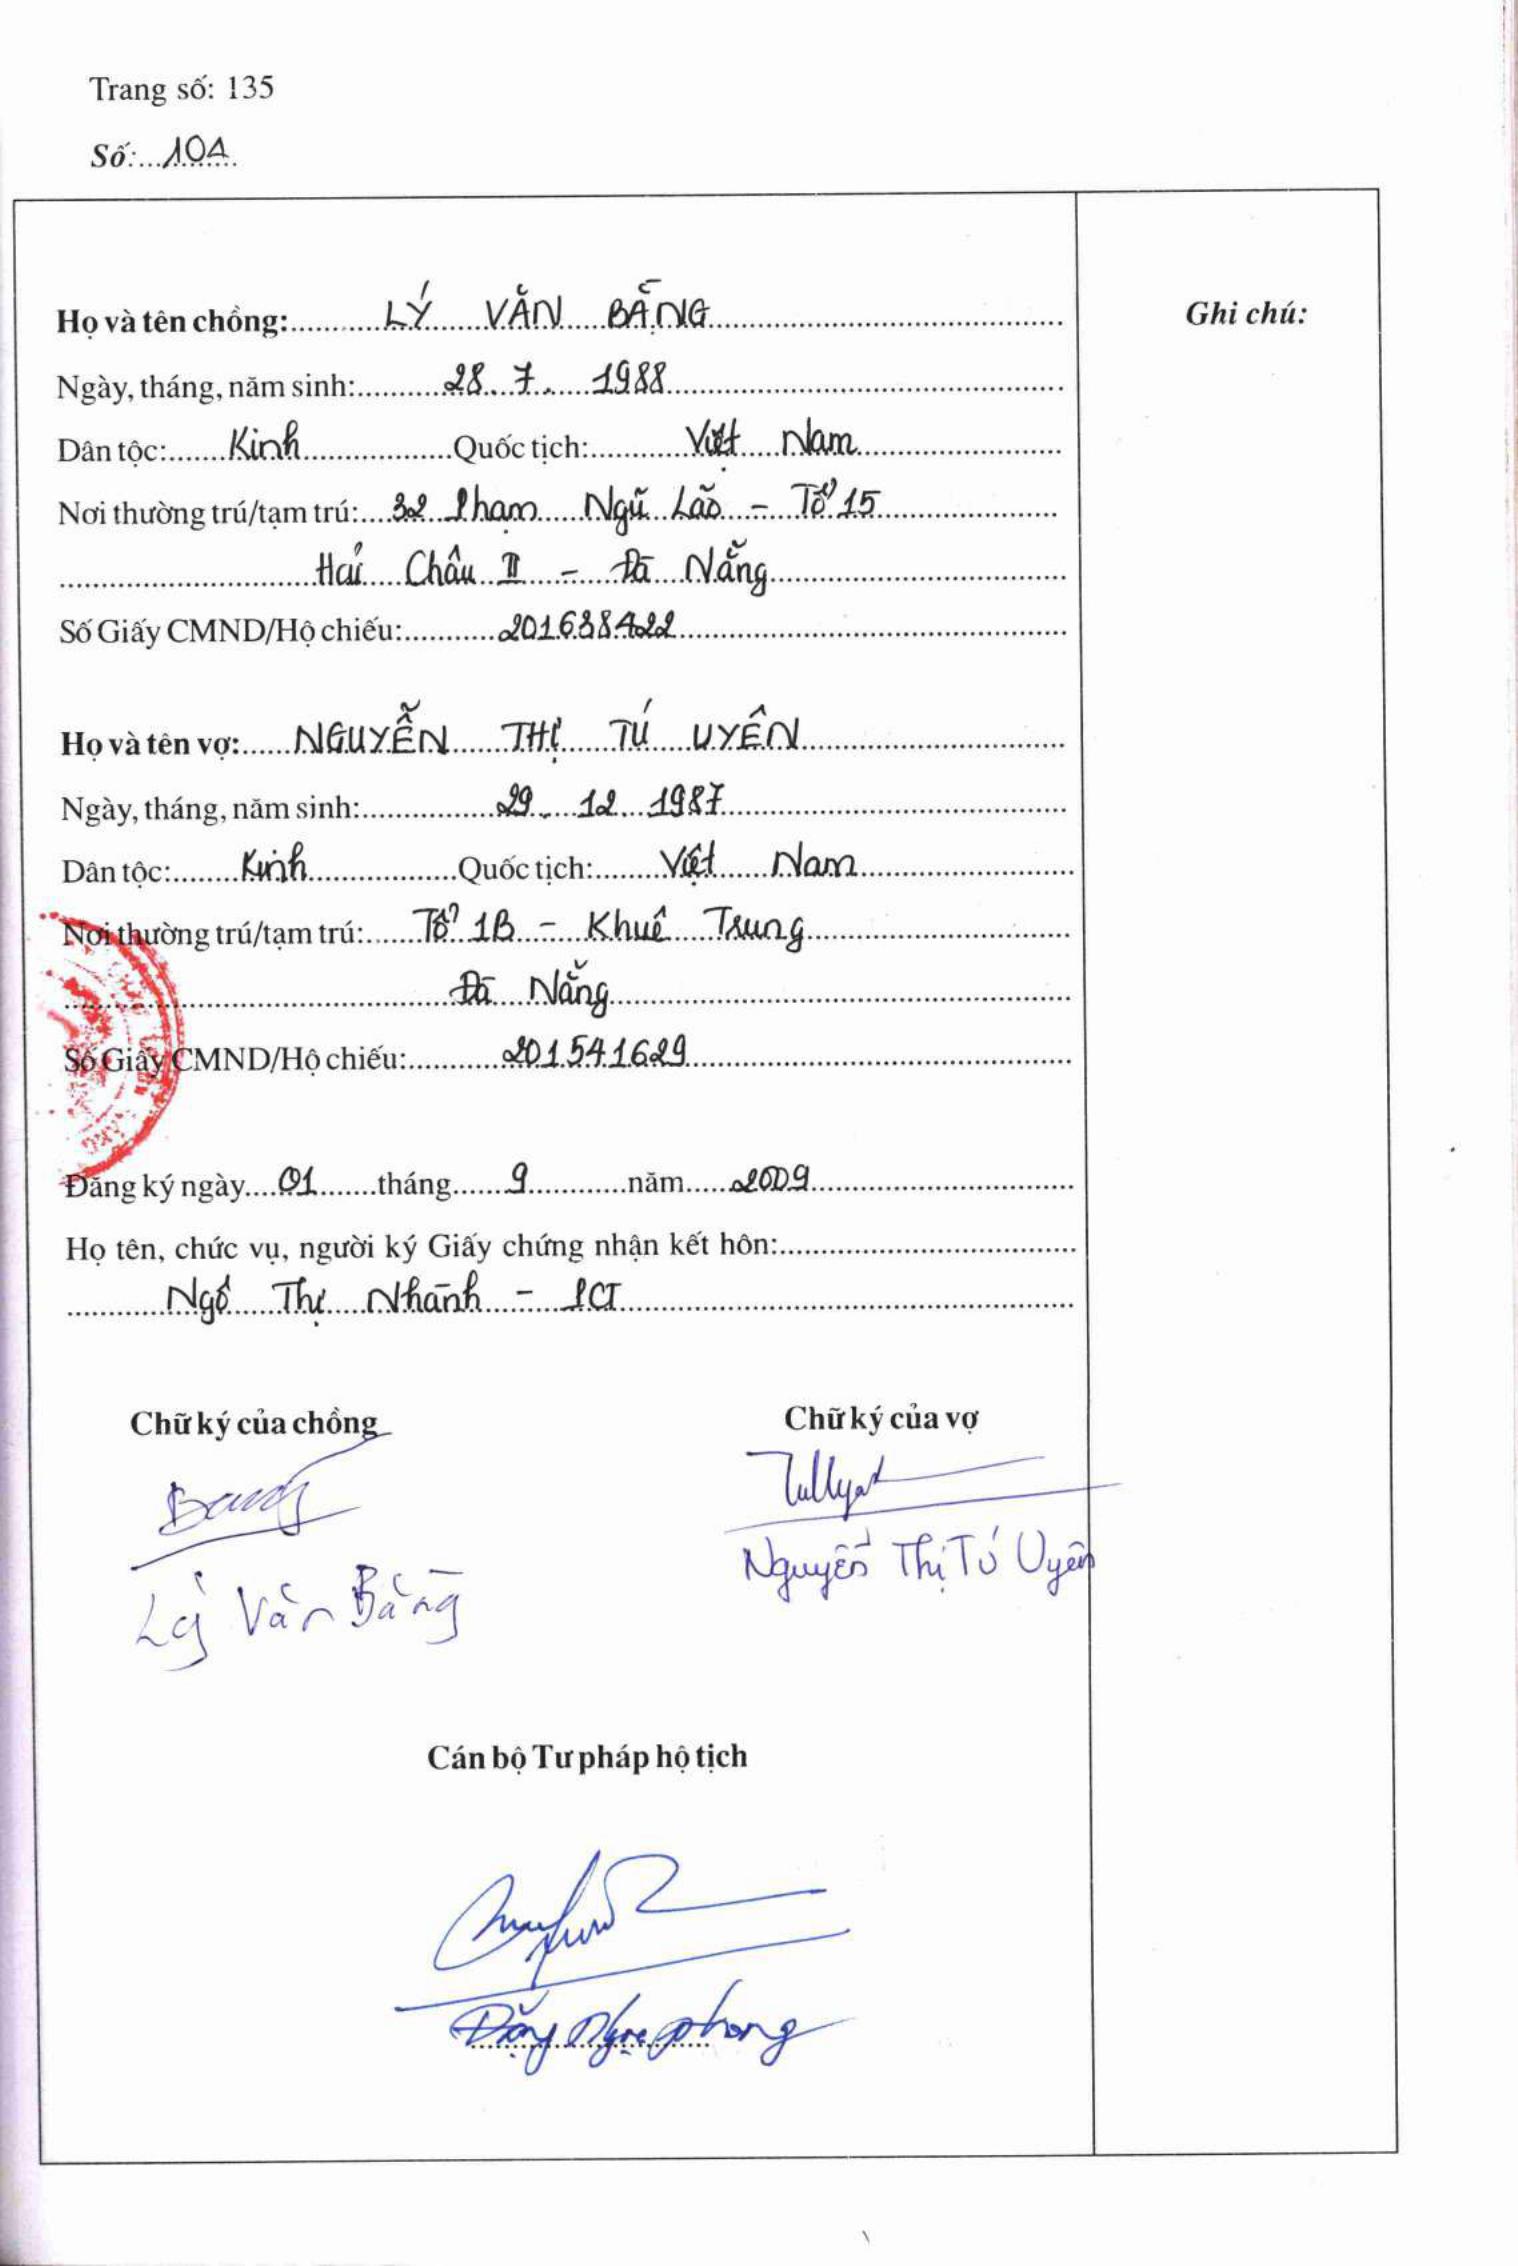 Trang số: 135
Số: 101
Họ và tên chồng: LÝ VĂN BẰNG
Ghi chú:
Ngày, tháng, năm sinh: 28. 7. 1988
Dân tộc: Kinh Quốc tịch: Việt Nam
Nơi thường trú/tạm trú: 32 Phạm Ngũ Lão - Tổ 15
Hải Châu II - Đà Nẵng
Số Giấy CMND/Hộ chiếu: 201638422
Họ và tên vợ: NGUYỄN THỊ TÚ UYÊN
Ngày, tháng, năm sinh: 29. 12. 1987
Dân tộc: Kinh Quốc tịch: Việt Nam
Nơi thường trú/tạm trú: Tổ 1B - Khuê Trung
Đà Nẵng
Số Giấy CMND/Hộ chiếu: 201541629
Đăng ký ngày 01 tháng 9 năm 2009
Họ tên, chức vụ, người ký Giấy chứng nhận kết hôn:
Ngô Thị Nhành - PCT
Chữ ký của chồng Chữ ký của vợ
Lý Văn Bằng Nguyễn Thị Tú Uyên
Cán bộ Tư pháp hộ tịch
Đặng Ngọc Phong